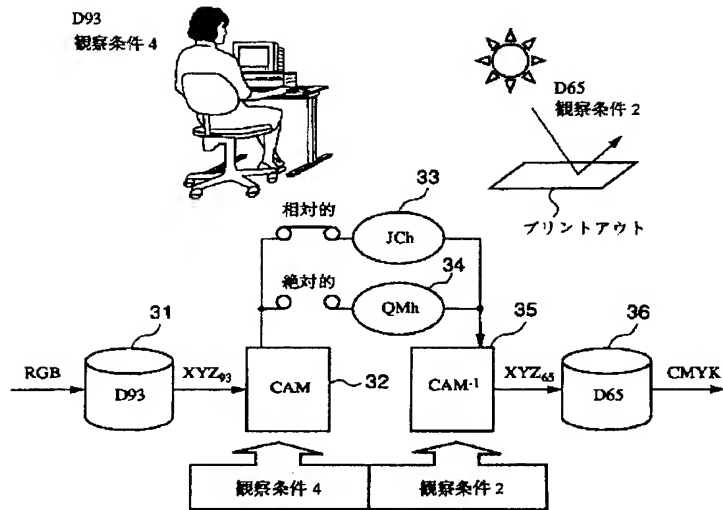 D93
観察条件 4
D65
観察条件 2
プリントアウト
33
相対的
JCh
34
絶対的
QMh
31
35
36
RGB
D93
XYZ₉₃
CAM
32
CAM⁻¹
XYZ₆₅
D65
CMYK
観察条件 4
観察条件 2